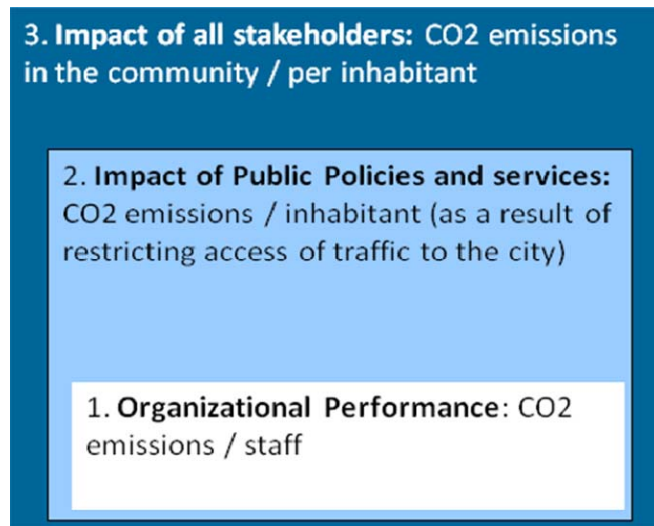 3. Impact of all stakeholders: CO2 emissions
in the community / per inhabitant
2. Impact of Public Policies and services:
CO2 emissions / inhabitant (as a result of
restricting access of traffic to the city)
1. Organizational Performance: CO2
emissions / staff